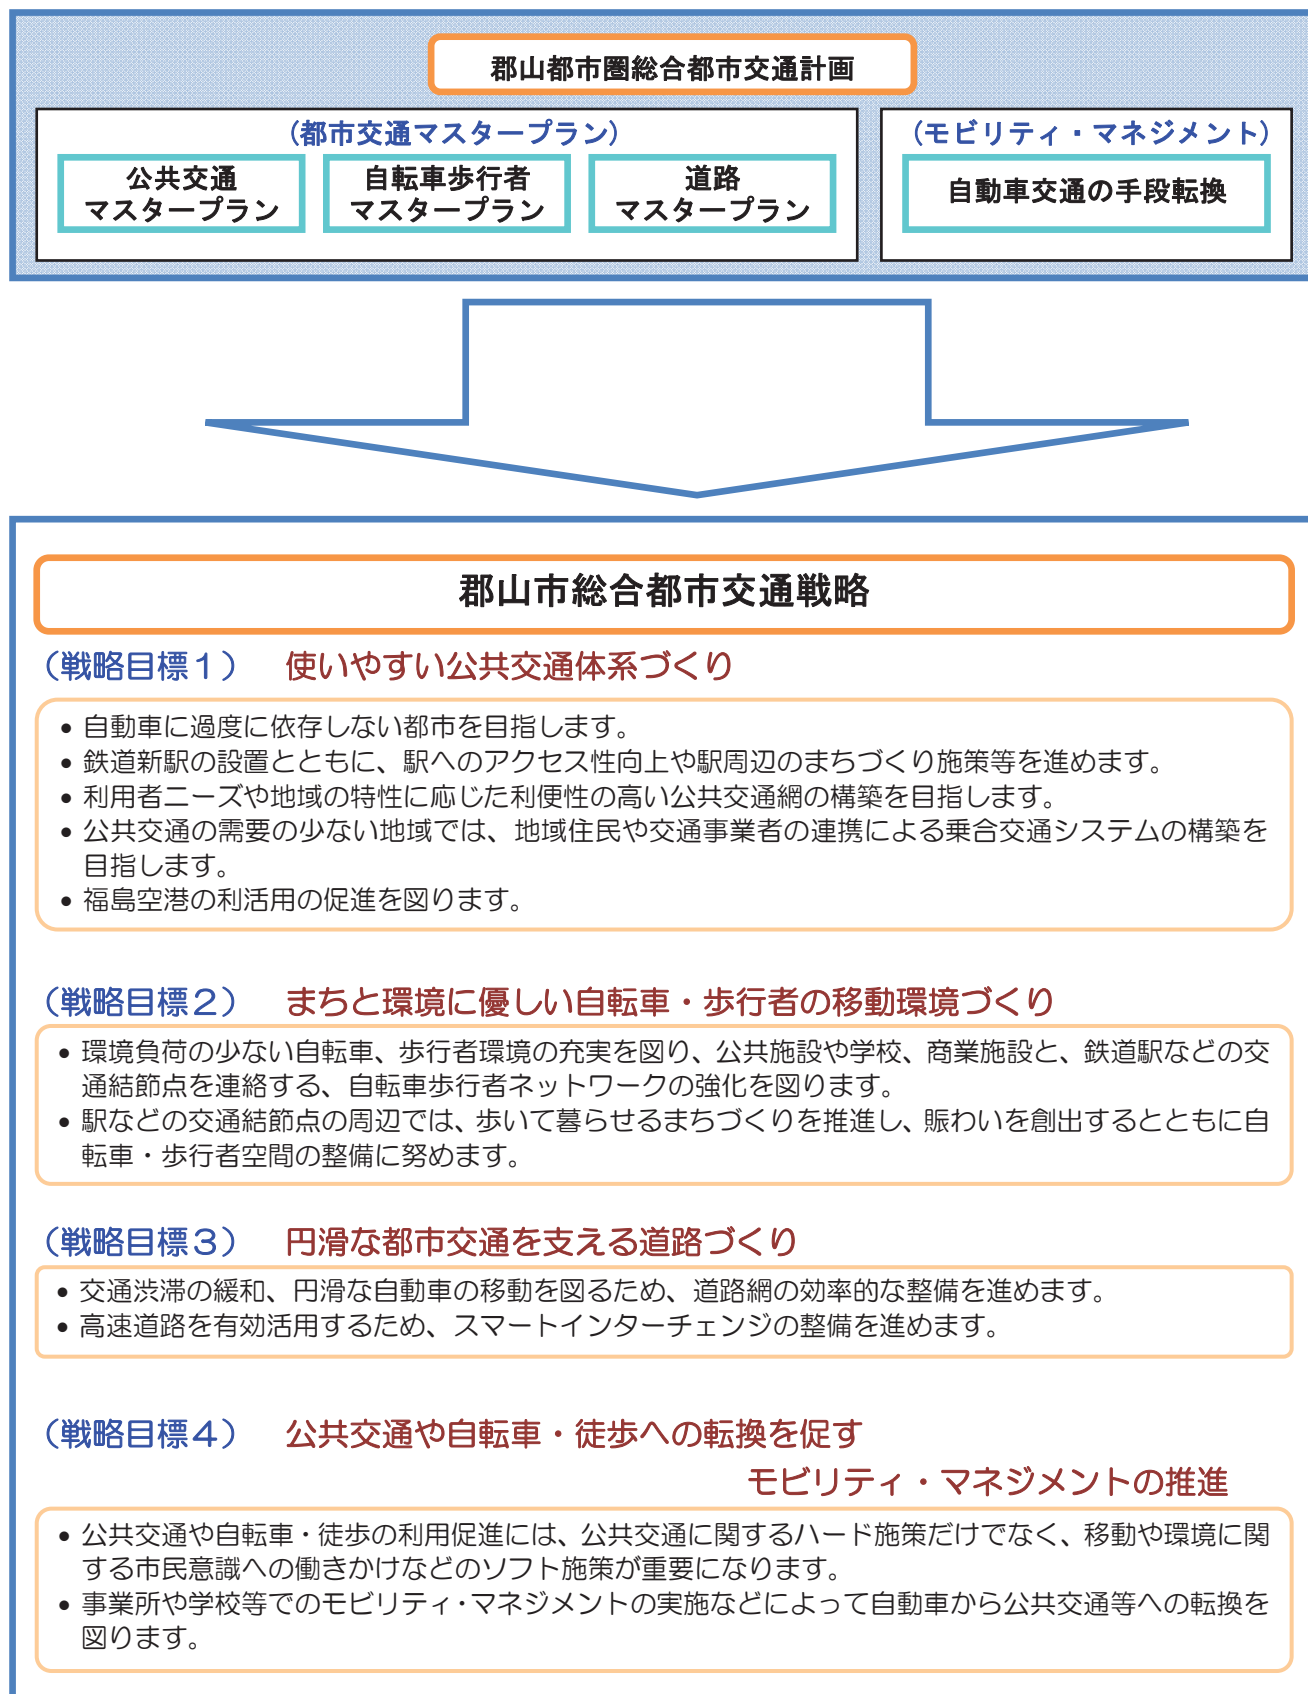 郡山都市圏総合都市交通計画
（都市交通マスタープラン）
（モビリティ・マネジメント）
公共交通
マスタープラン
自転車歩行者
マスタープラン
道路
マスタープラン
自動車交通の手段転換
郡山市総合都市交通戦略
（戦略目標１） 使いやすい公共交通体系づくり
• 自動車に過度に依存しない都市を目指します。
• 鉄道新駅の設置とともに、駅へのアクセス性向上や駅周辺のまちづくり施策等を進めます。
• 利用者ニーズや地域の特性に応じた利便性の高い公共交通網の構築を目指します。
• 公共交通の需要の少ない地域では、地域住民や交通事業者の連携による乗合交通システムの構築を
目指します。
• 福島空港の利活用の促進を図ります。
（戦略目標２） まちと環境に優しい自転車・歩行者の移動環境づくり
• 環境負荷の少ない自転車、歩行者環境の充実を図り、公共施設や学校、商業施設と、鉄道駅などの交
通結節点を連絡する、自転車歩行者ネットワークの強化を図ります。
• 駅などの交通結節点の周辺では、歩いて暮らせるまちづくりを推進し、賑わいを創出するとともに自
転車・歩行者空間の整備に努めます。
（戦略目標３） 円滑な都市交通を支える道路づくり
• 交通渋滞の緩和、円滑な自動車の移動を図るため、道路網の効率的な整備を進めます。
• 高速道路を有効活用するため、スマートインターチェンジの整備を進めます。
（戦略目標４） 公共交通や自転車・徒歩への転換を促す
モビリティ・マネジメントの推進
• 公共交通や自転車・徒歩の利用促進には、公共交通に関するハード施策だけでなく、移動や環境に関
する市民意識への働きかけなどのソフト施策が重要になります。
• 事業所や学校等でのモビリティ・マネジメントの実施などによって自動車から公共交通等への転換を
図ります。